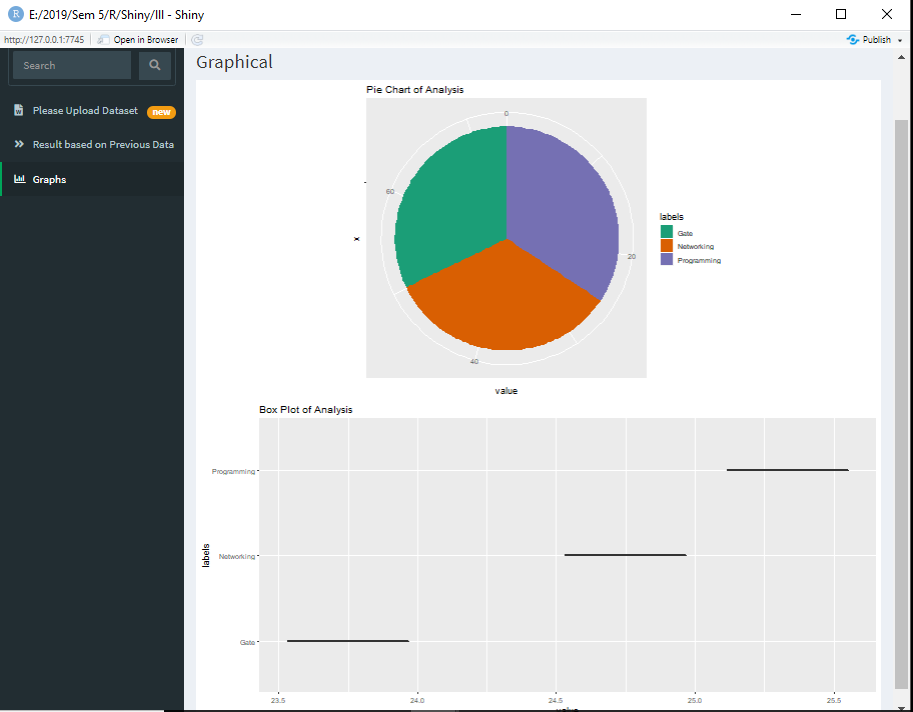 E:/2019/Sem 5/R/Shiny/III - Shiny
http://127.0.0.1:7745 Open in Browser Publish
Search
Please Upload Dataset new
Result based on Previous Data
Graphs
Graphical
Pie Chart of Analysis
0
60
20
40
x
value
labels
Gate
Networking
Programming
Box Plot of Analysis
Programming
Networking
Gate
labels
23.5 24.0 24.5 25.0 25.5
value